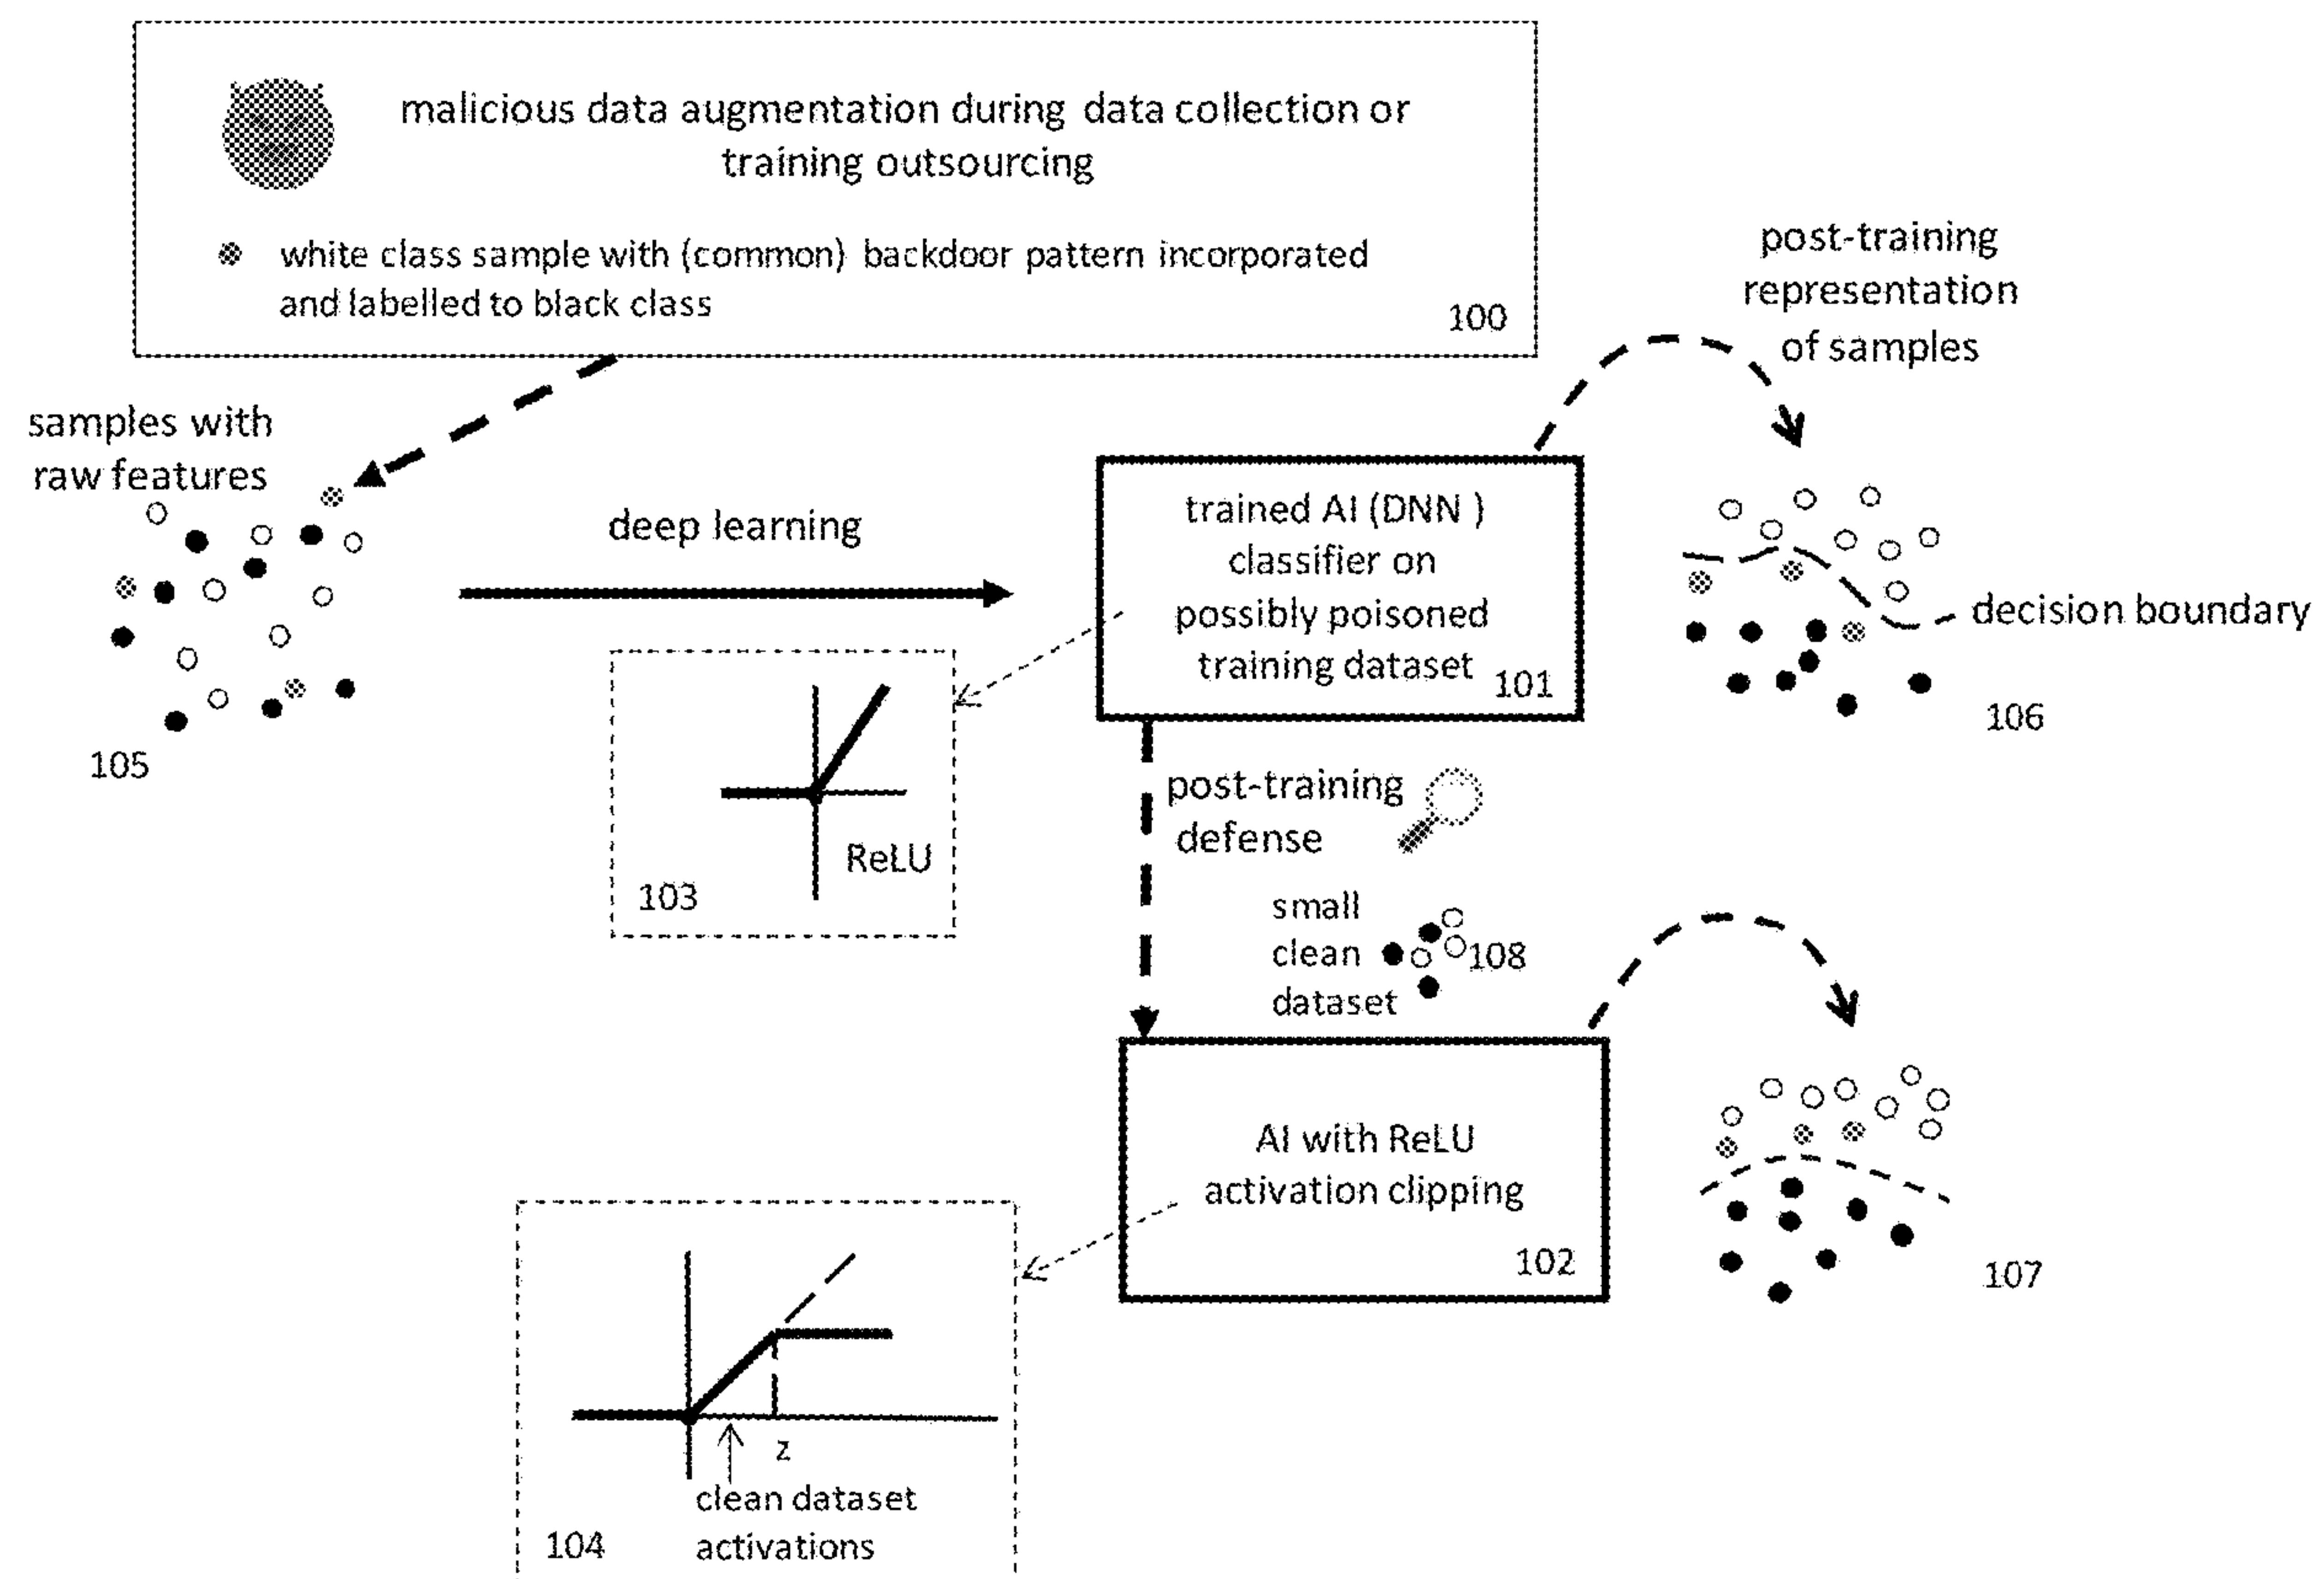 malicious data augmentation during data collection or
training outsourcing
white class sample with (common) backdoor pattern incorporated
and labelled to black class
100
post-training
representation
of samples
samples with
raw features
105
deep learning
trained AI (DNN )
classifier on
possibly poisoned
training dataset
101
decision boundary
106
ReLU
103
post-training
defense
small
clean
dataset
108
AI with ReLU
activation clipping
102
107
z
clean dataset
activations
104